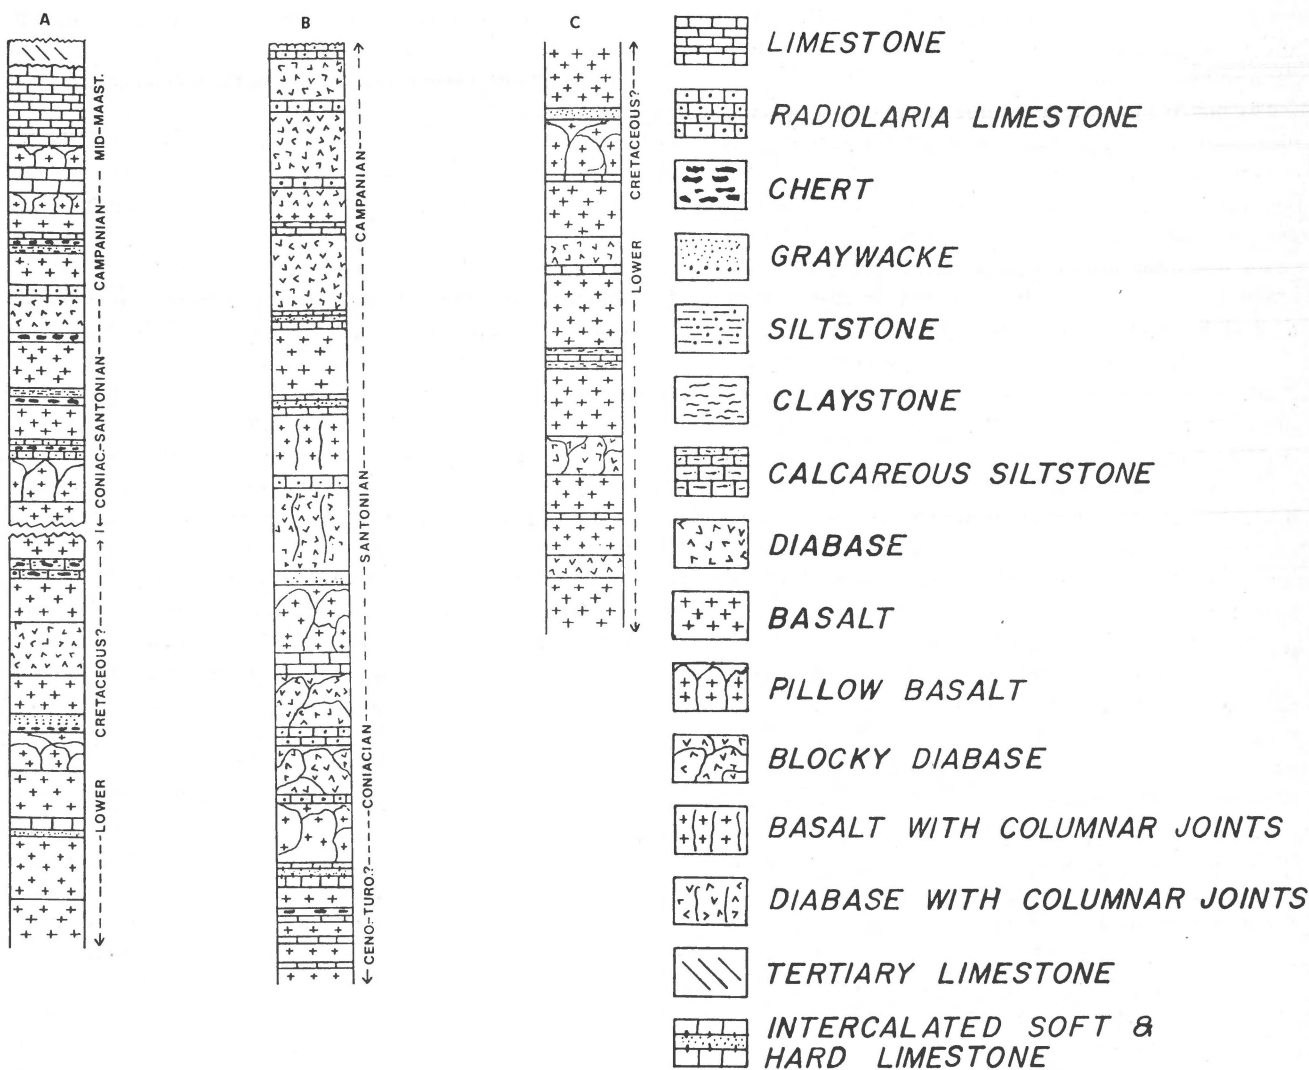 A
MID-MAAST.
CAMPANIAN
CONIAC.-SANTONIAN
CRETACEOUS?
LOWER
B
CAMPANIAN
SANTONIAN
CONIACIAN
CENO.-TURO.?
C
CRETACEOUS?
LOWER
LIMESTONE
RADIOLARIA LIMESTONE
CHERT
GRAYWACKE
SILTSTONE
CLAYSTONE
CALCAREOUS SILTSTONE
DIABASE
BASALT
PILLOW BASALT
BLOCKY DIABASE
BASALT WITH COLUMNAR JOINTS
DIABASE WITH COLUMNAR JOINTS
TERTIARY LIMESTONE
INTERCALATED SOFT &
HARD LIMESTONE